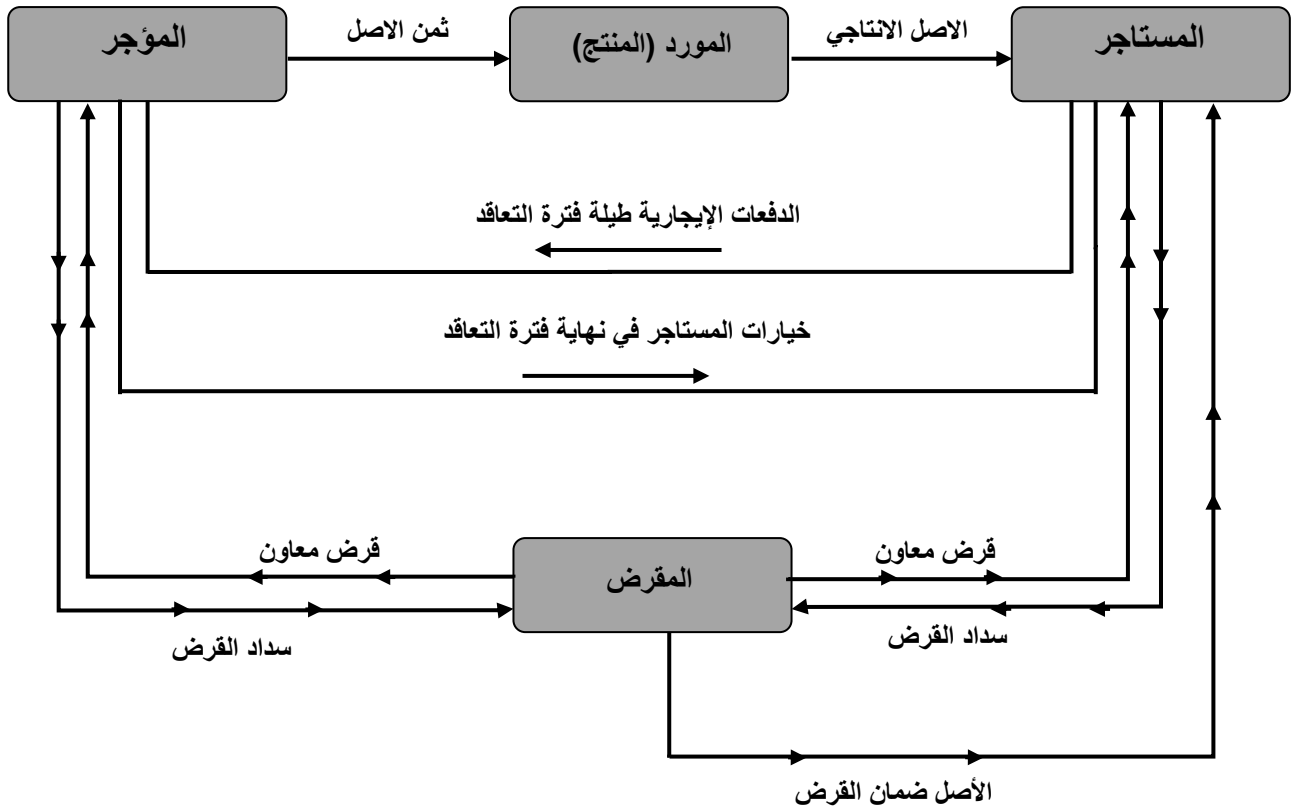 المؤجر
ثمن الاصل
المورد (المنتج)
الاصل الانتاجي
المستاجر
الدفعات الإيجارية طيلة فترة التعاقد
خيارات المستاجر في نهاية فترة التعاقد
قرض معاون
المقرض
قرض معاون
سداد القرض
سداد القرض
الأصل ضمان القرض